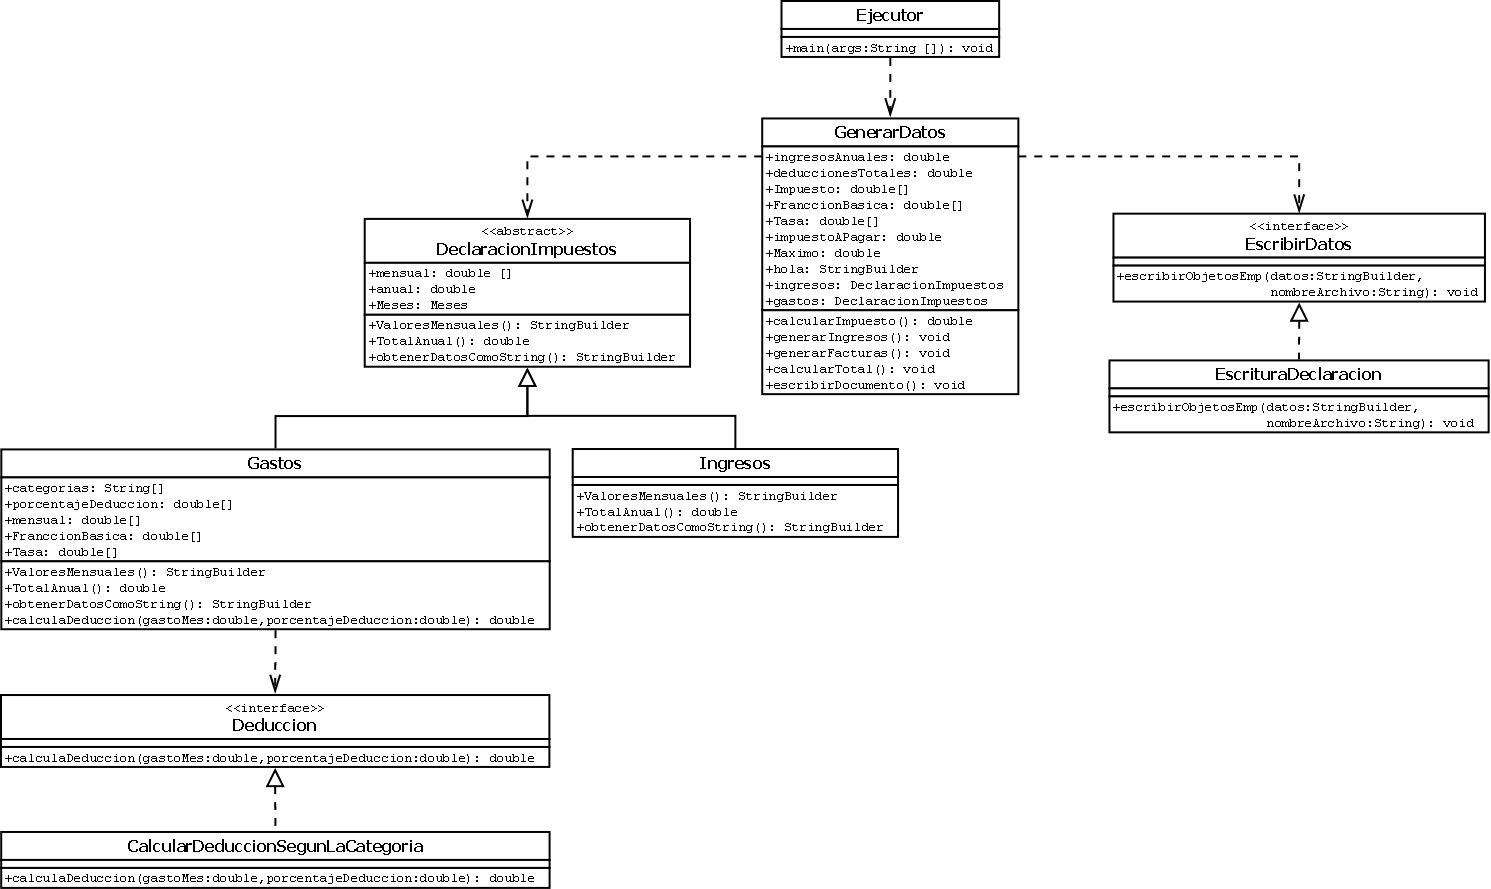 Ejecutor
+main(args:String []): void
GenerarDatos
+ingresosAnuales: double
+deduccionesTotales: double
+Impuesto: double[]
+FranccionBasica: double[]
+Tasa: double[]
+impuestoAPagar: double
+Maximo: double
+hola: StringBuilder
+ingresos: DeclaracionImpuestos
+gastos: DeclaracionImpuestos
+calcularImpuesto(): double
+generarIngresos(): void
+generarFacturas(): void
+calcularTotal(): void
+escribirDocumento(): void
<<abstract>>
DeclaracionImpuestos
+mensual: double []
+anual: double
+Meses: Meses
+ValoresMensuales(): StringBuilder
+TotalAnual(): double
+obtenerDatosComoString(): StringBuilder
<<interface>>
EscribirDatos
+escribirObjetosEmp(datos:StringBuilder,
nombreArchivo:String): void
EscrituraDeclaracion
+escribirObjetosEmp(datos:StringBuilder,
nombreArchivo:String): void
Gastos
+categorias: String[]
+porcentajeDeduccion: double[]
+mensual: double[]
+FranccionBasica: double[]
+Tasa: double[]
+ValoresMensuales(): StringBuilder
+TotalAnual(): double
+obtenerDatosComoString(): StringBuilder
+calculaDeduccion(gastoMes:double,porcentajeDeduccion:double): double
Ingresos
+ValoresMensuales(): StringBuilder
+TotalAnual(): double
+obtenerDatosComoString(): StringBuilder
<<interface>>
Deduccion
+calculaDeduccion(gastoMes:double,porcentajeDeduccion:double): double
CalcularDeduccionSegunLaCategoria
+calculaDeduccion(gastoMes:double,porcentajeDeduccion:double): double